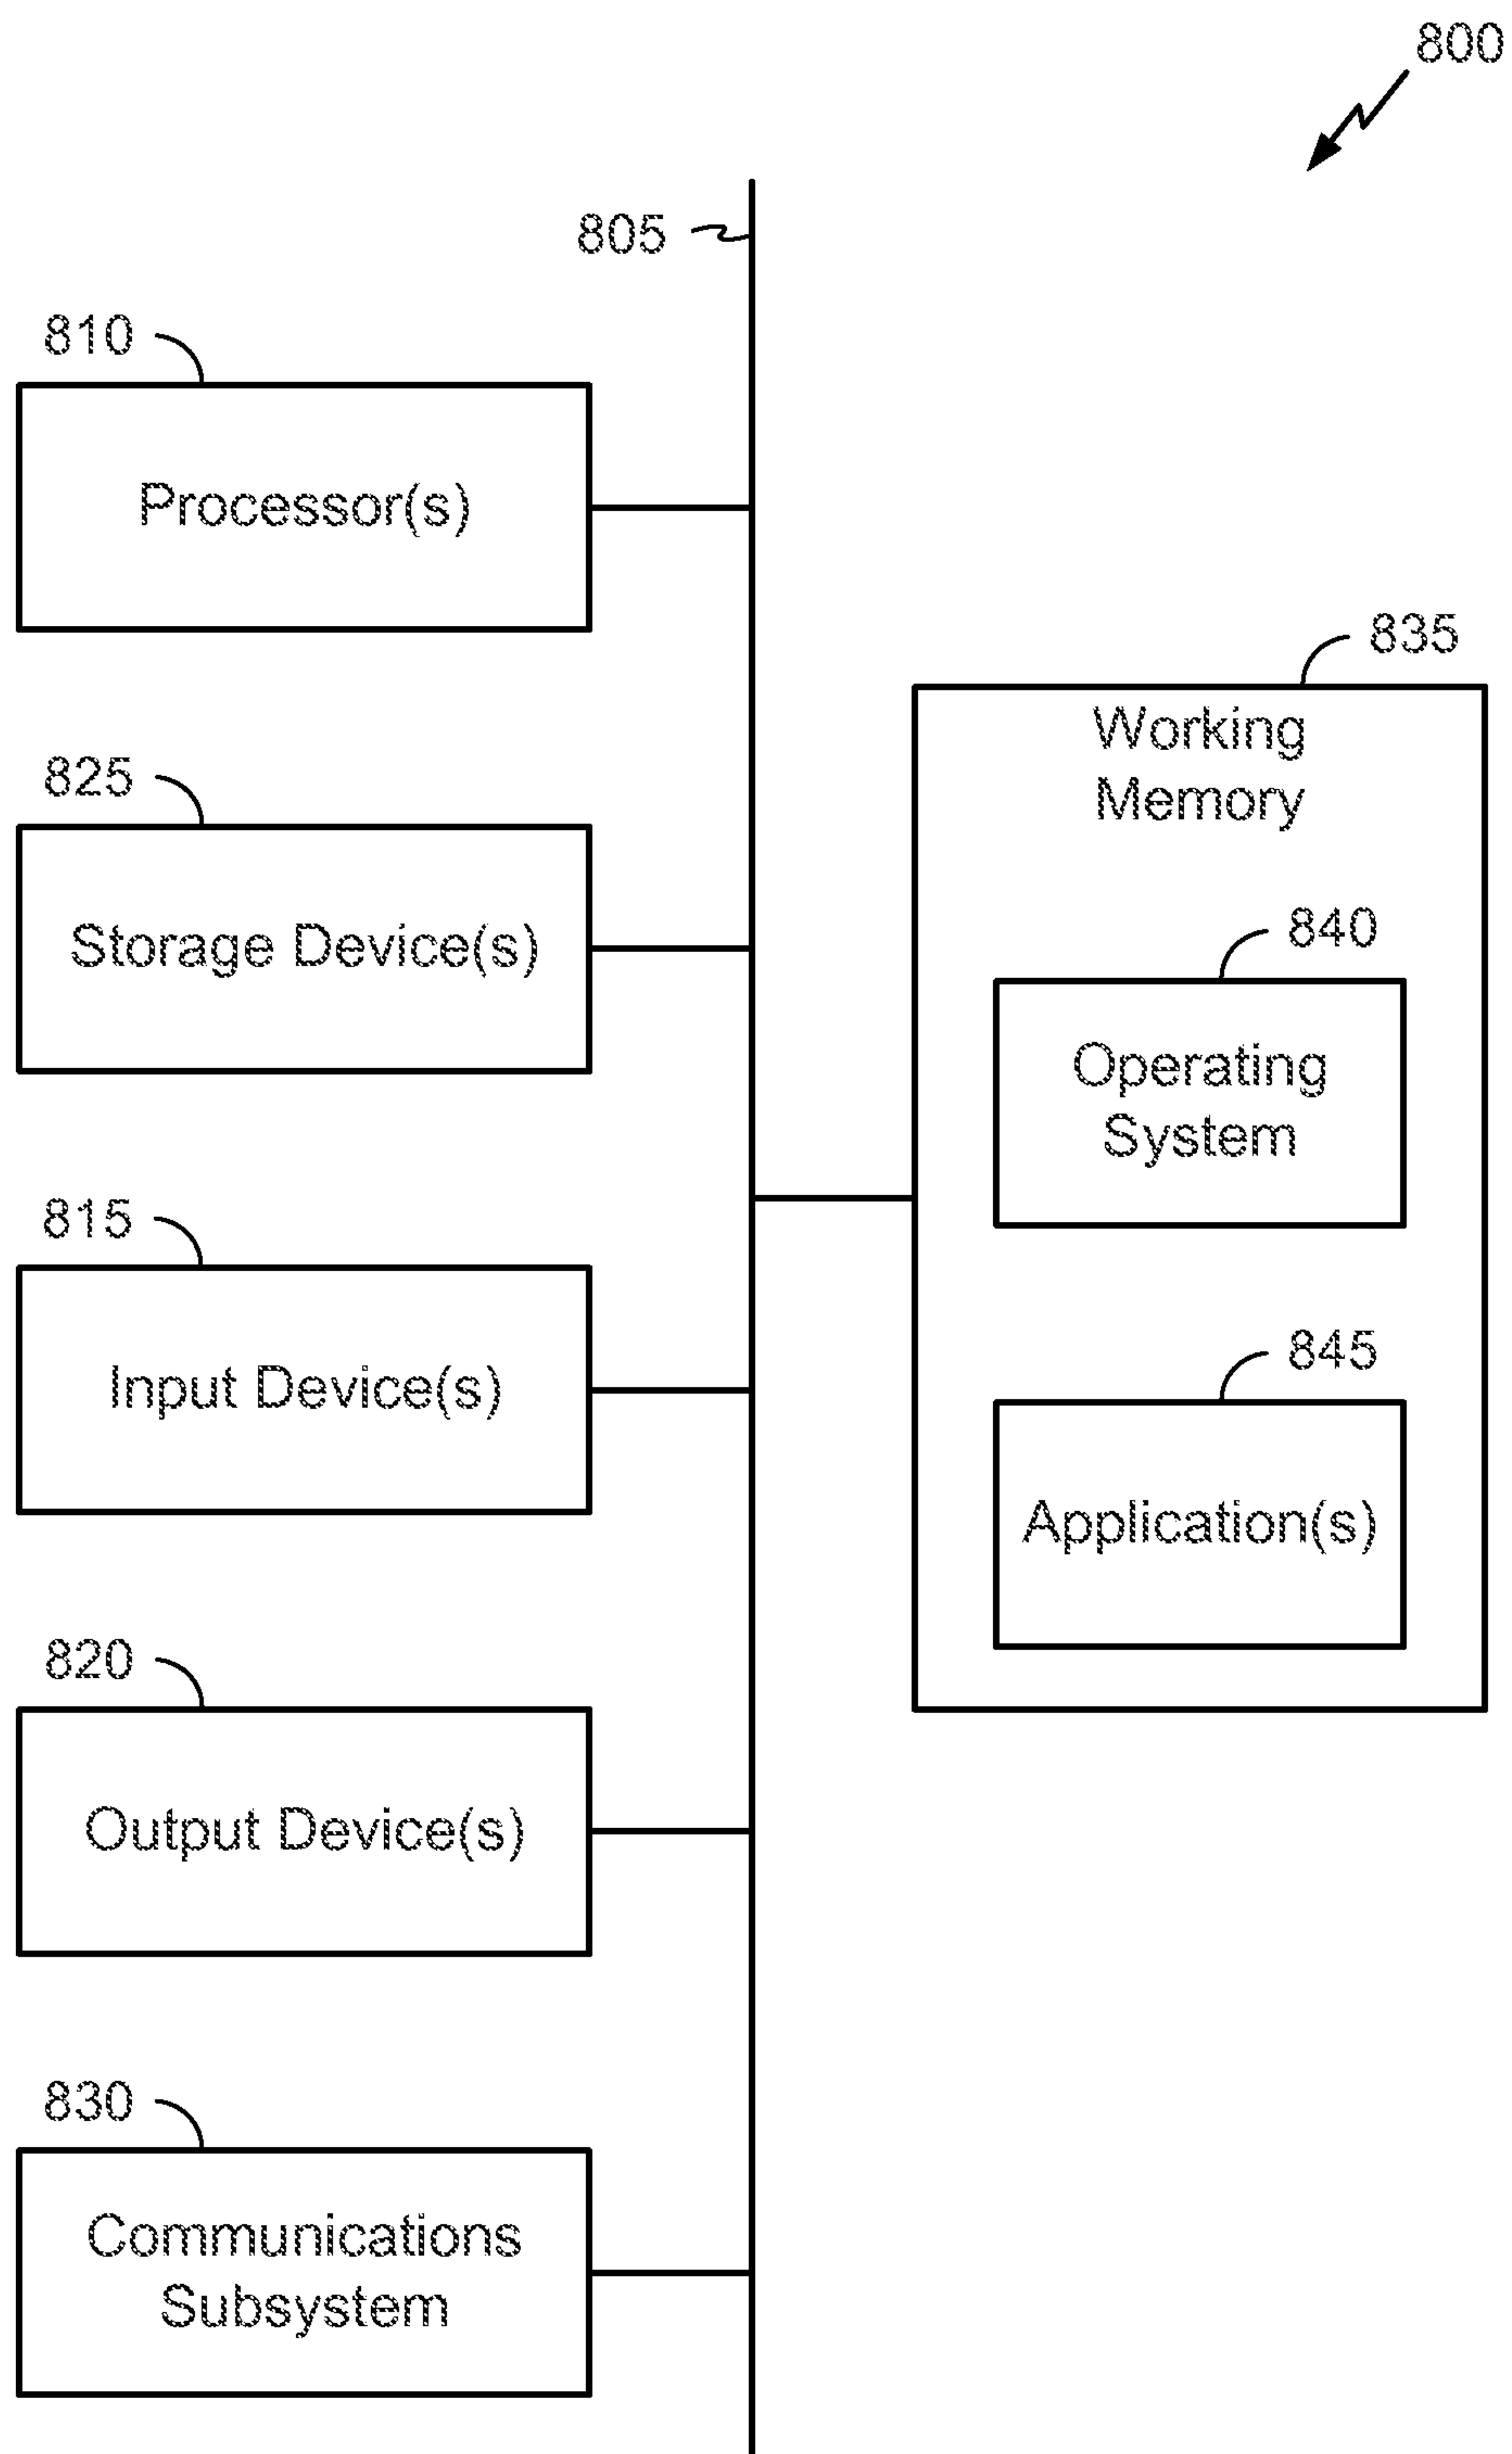 800
805
810
Processor(s)
835
Working
Memory
825
Storage Device(s)
840
Operating
System
815
Input Device(s)
845
Application(s)
820
Output Device(s)
830
Communications
Subsystem